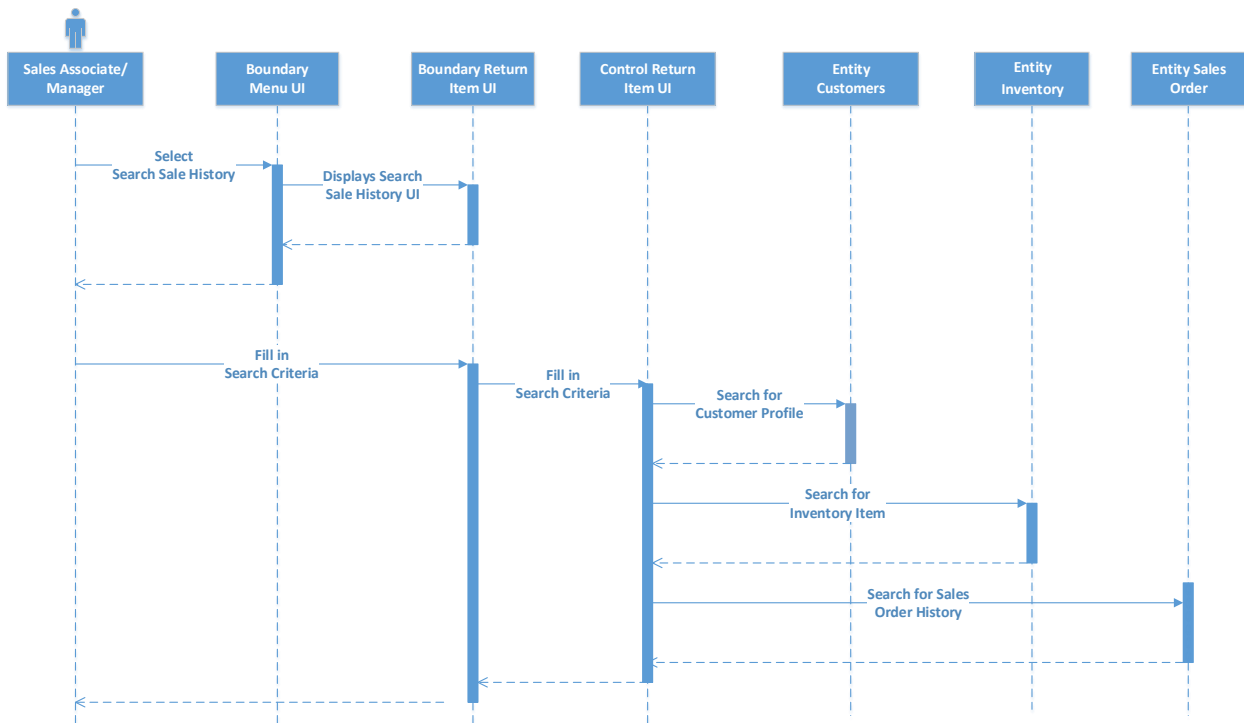 Sales Associate/
Manager
Boundary
Menu UI
Boundary Return
Item UI
Control Return
Item UI
Entity
Customers
Entity
Inventory
Entity Sales
Order
Select
Search Sale History
Displays Search
Sale History UI
Fill in
Search Criteria
Fill in
Search Criteria
Search for
Customer Profile
Search for
Inventory Item
Search for Sales
Order History